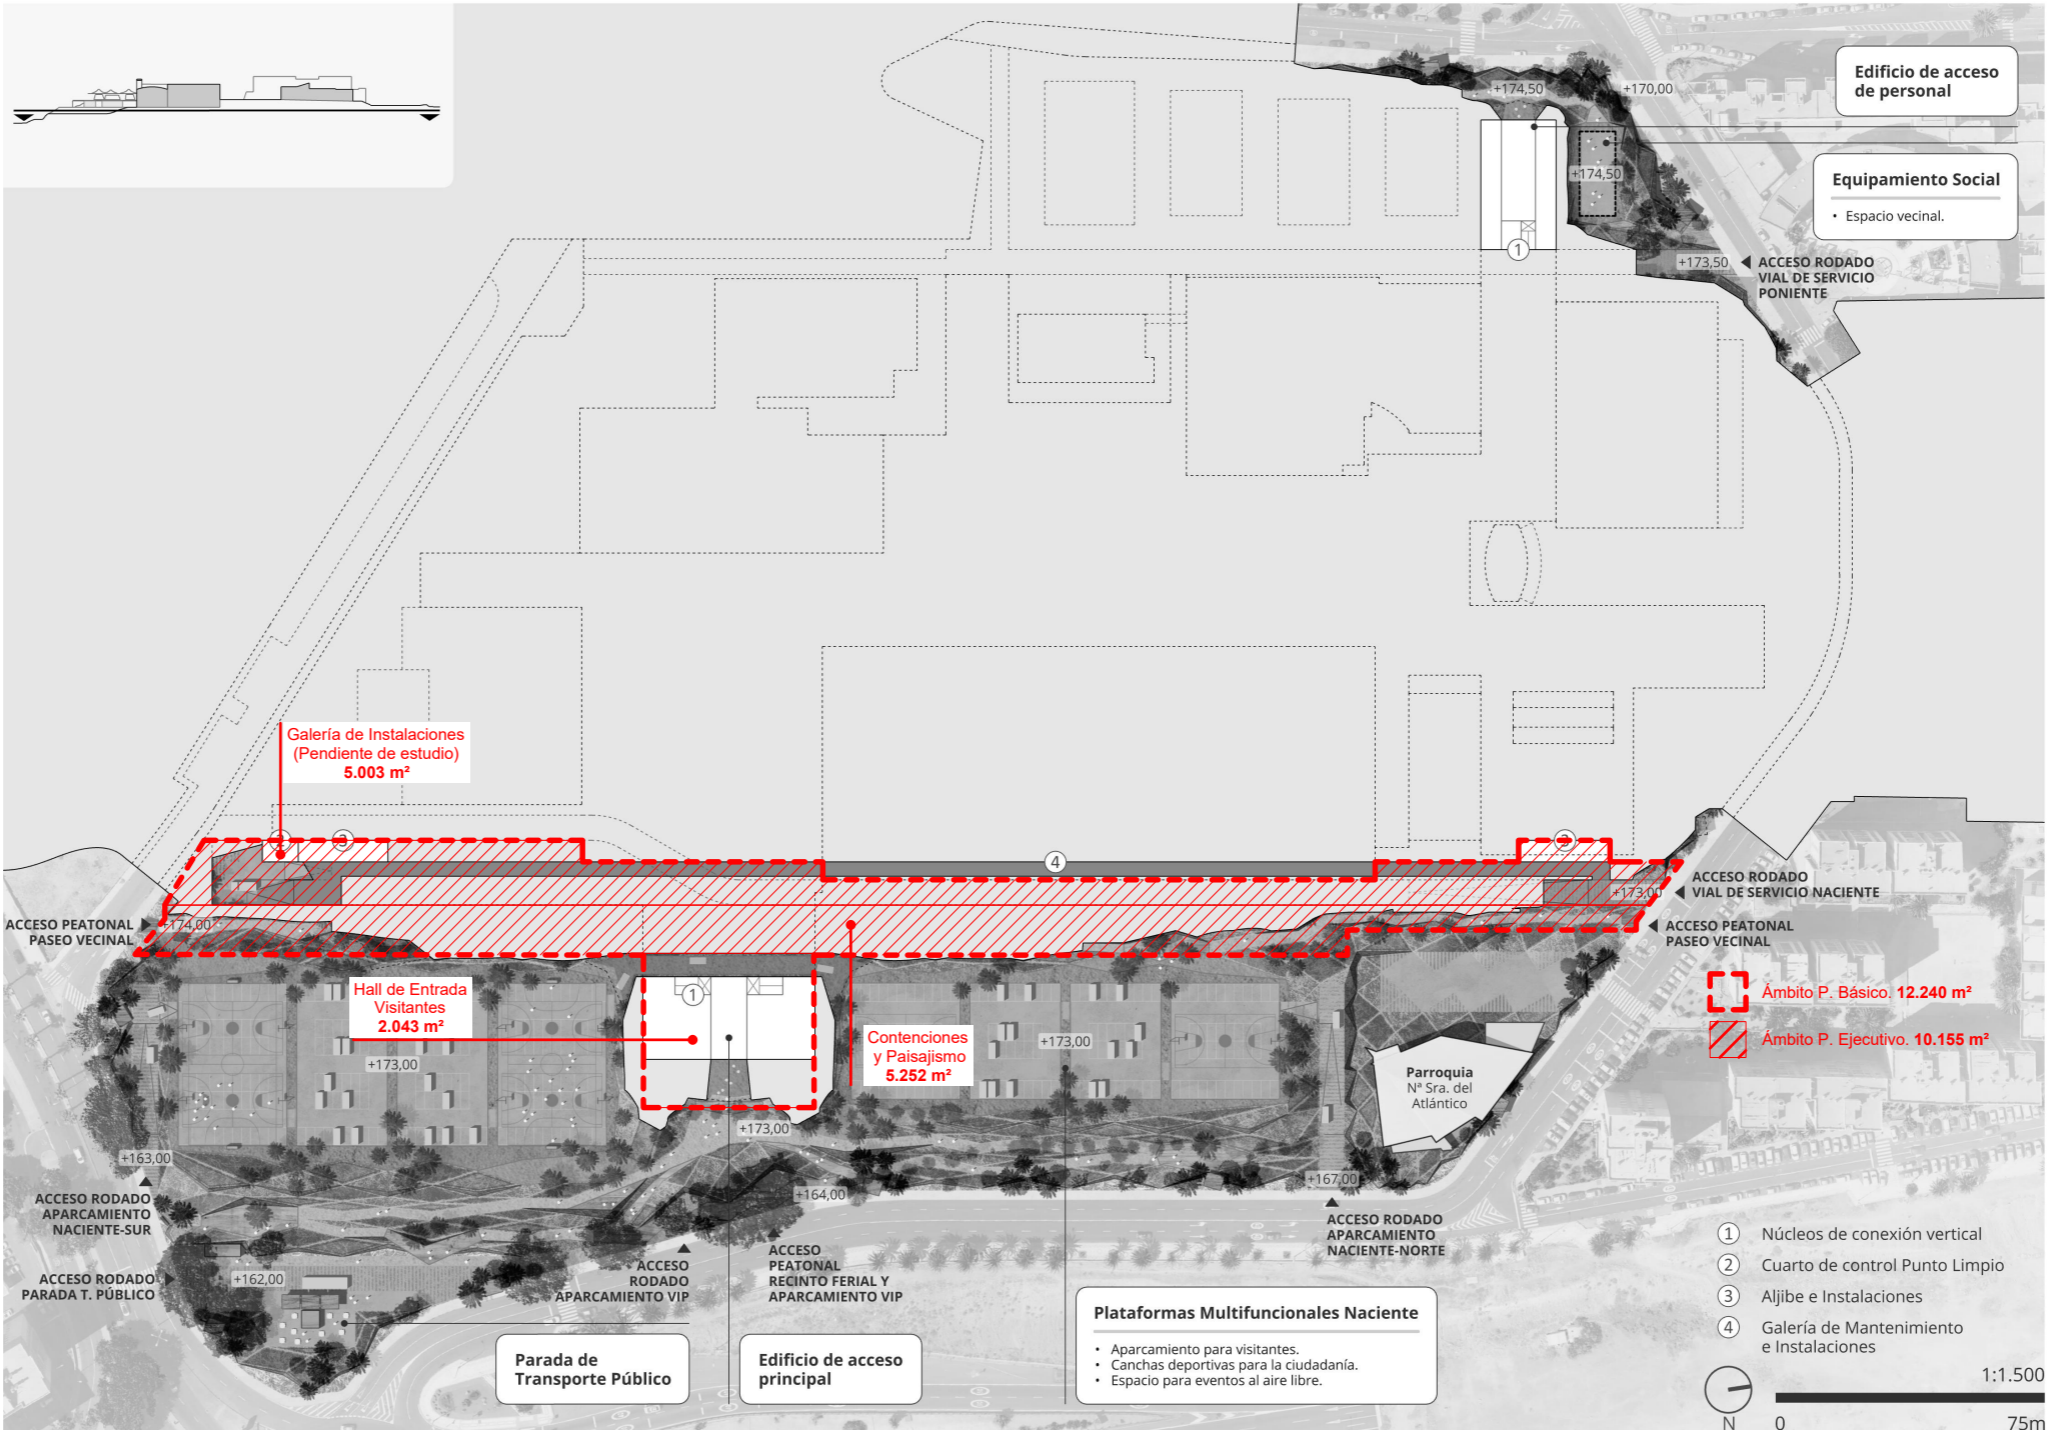 +174,50
+170,00
Edificio de acceso
de personal
+174,50
Equipamiento Social
• Espacio vecinal.
1
+173,50
ACCESO RODADO
VIAL DE SERVICIO
PONIENTE
Galería de Instalaciones
(Pendiente de estudio)
5.003 m²
2
3
4
3
ACCESO RODADO
VIAL DE SERVICIO NACIENTE
+173,00
ACCESO PEATONAL
PASEO VECINAL
+174,00
ACCESO PEATONAL
PASEO VECINAL
Hall de Entrada
Visitantes
2.043 m²
1
Ámbito P. Básico. 12.240 m²
Ámbito P. Ejecutivo. 10.155 m²
Contenciones
y Paisajismo
5.252 m²
+173,00
+173,00
Parroquia
Nª Sra. del
Atlántico
+173,00
+163,00
+167,00
+164,00
ACCESO RODADO
APARCAMIENTO
NACIENTE-SUR
ACCESO RODADO
APARCAMIENTO
NACIENTE-NORTE
ACCESO
RODADO
APARCAMIENTO VIP
ACCESO
PEATONAL
RECINTO FERIAL Y
APARCAMIENTO VIP
ACCESO RODADO
PARADA T. PÚBLICO
+162,00
Parada de
Transporte Público
Edificio de acceso
principal
Plataformas Multifuncionales Naciente
• Aparcamiento para visitantes.
• Canchas deportivas para la ciudadanía.
• Espacio para eventos al aire libre.
1 Núcleos de conexión vertical
2 Cuarto de control Punto Limpio
3 Aljibe e Instalaciones
4 Galería de Mantenimiento
e Instalaciones
1:1.500
N
0
75m